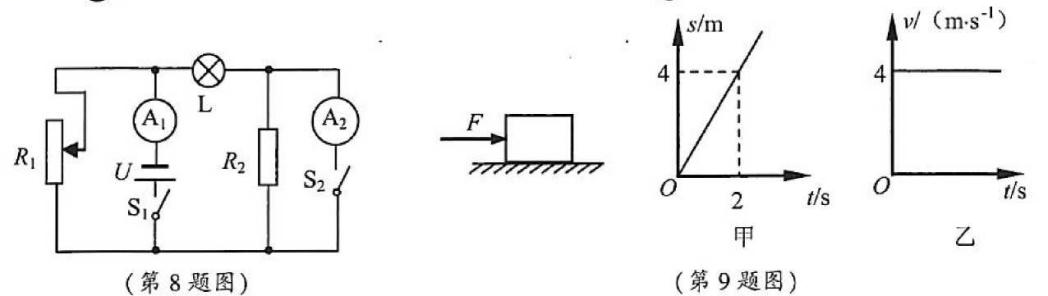 L
A₁
A₂
R₁
U
R₂
S₁
S₂
(第8题图)
F
s/m
4
O
2
t/s
甲
v/（m·s⁻¹）
4
O
t/s
乙
(第9题图)